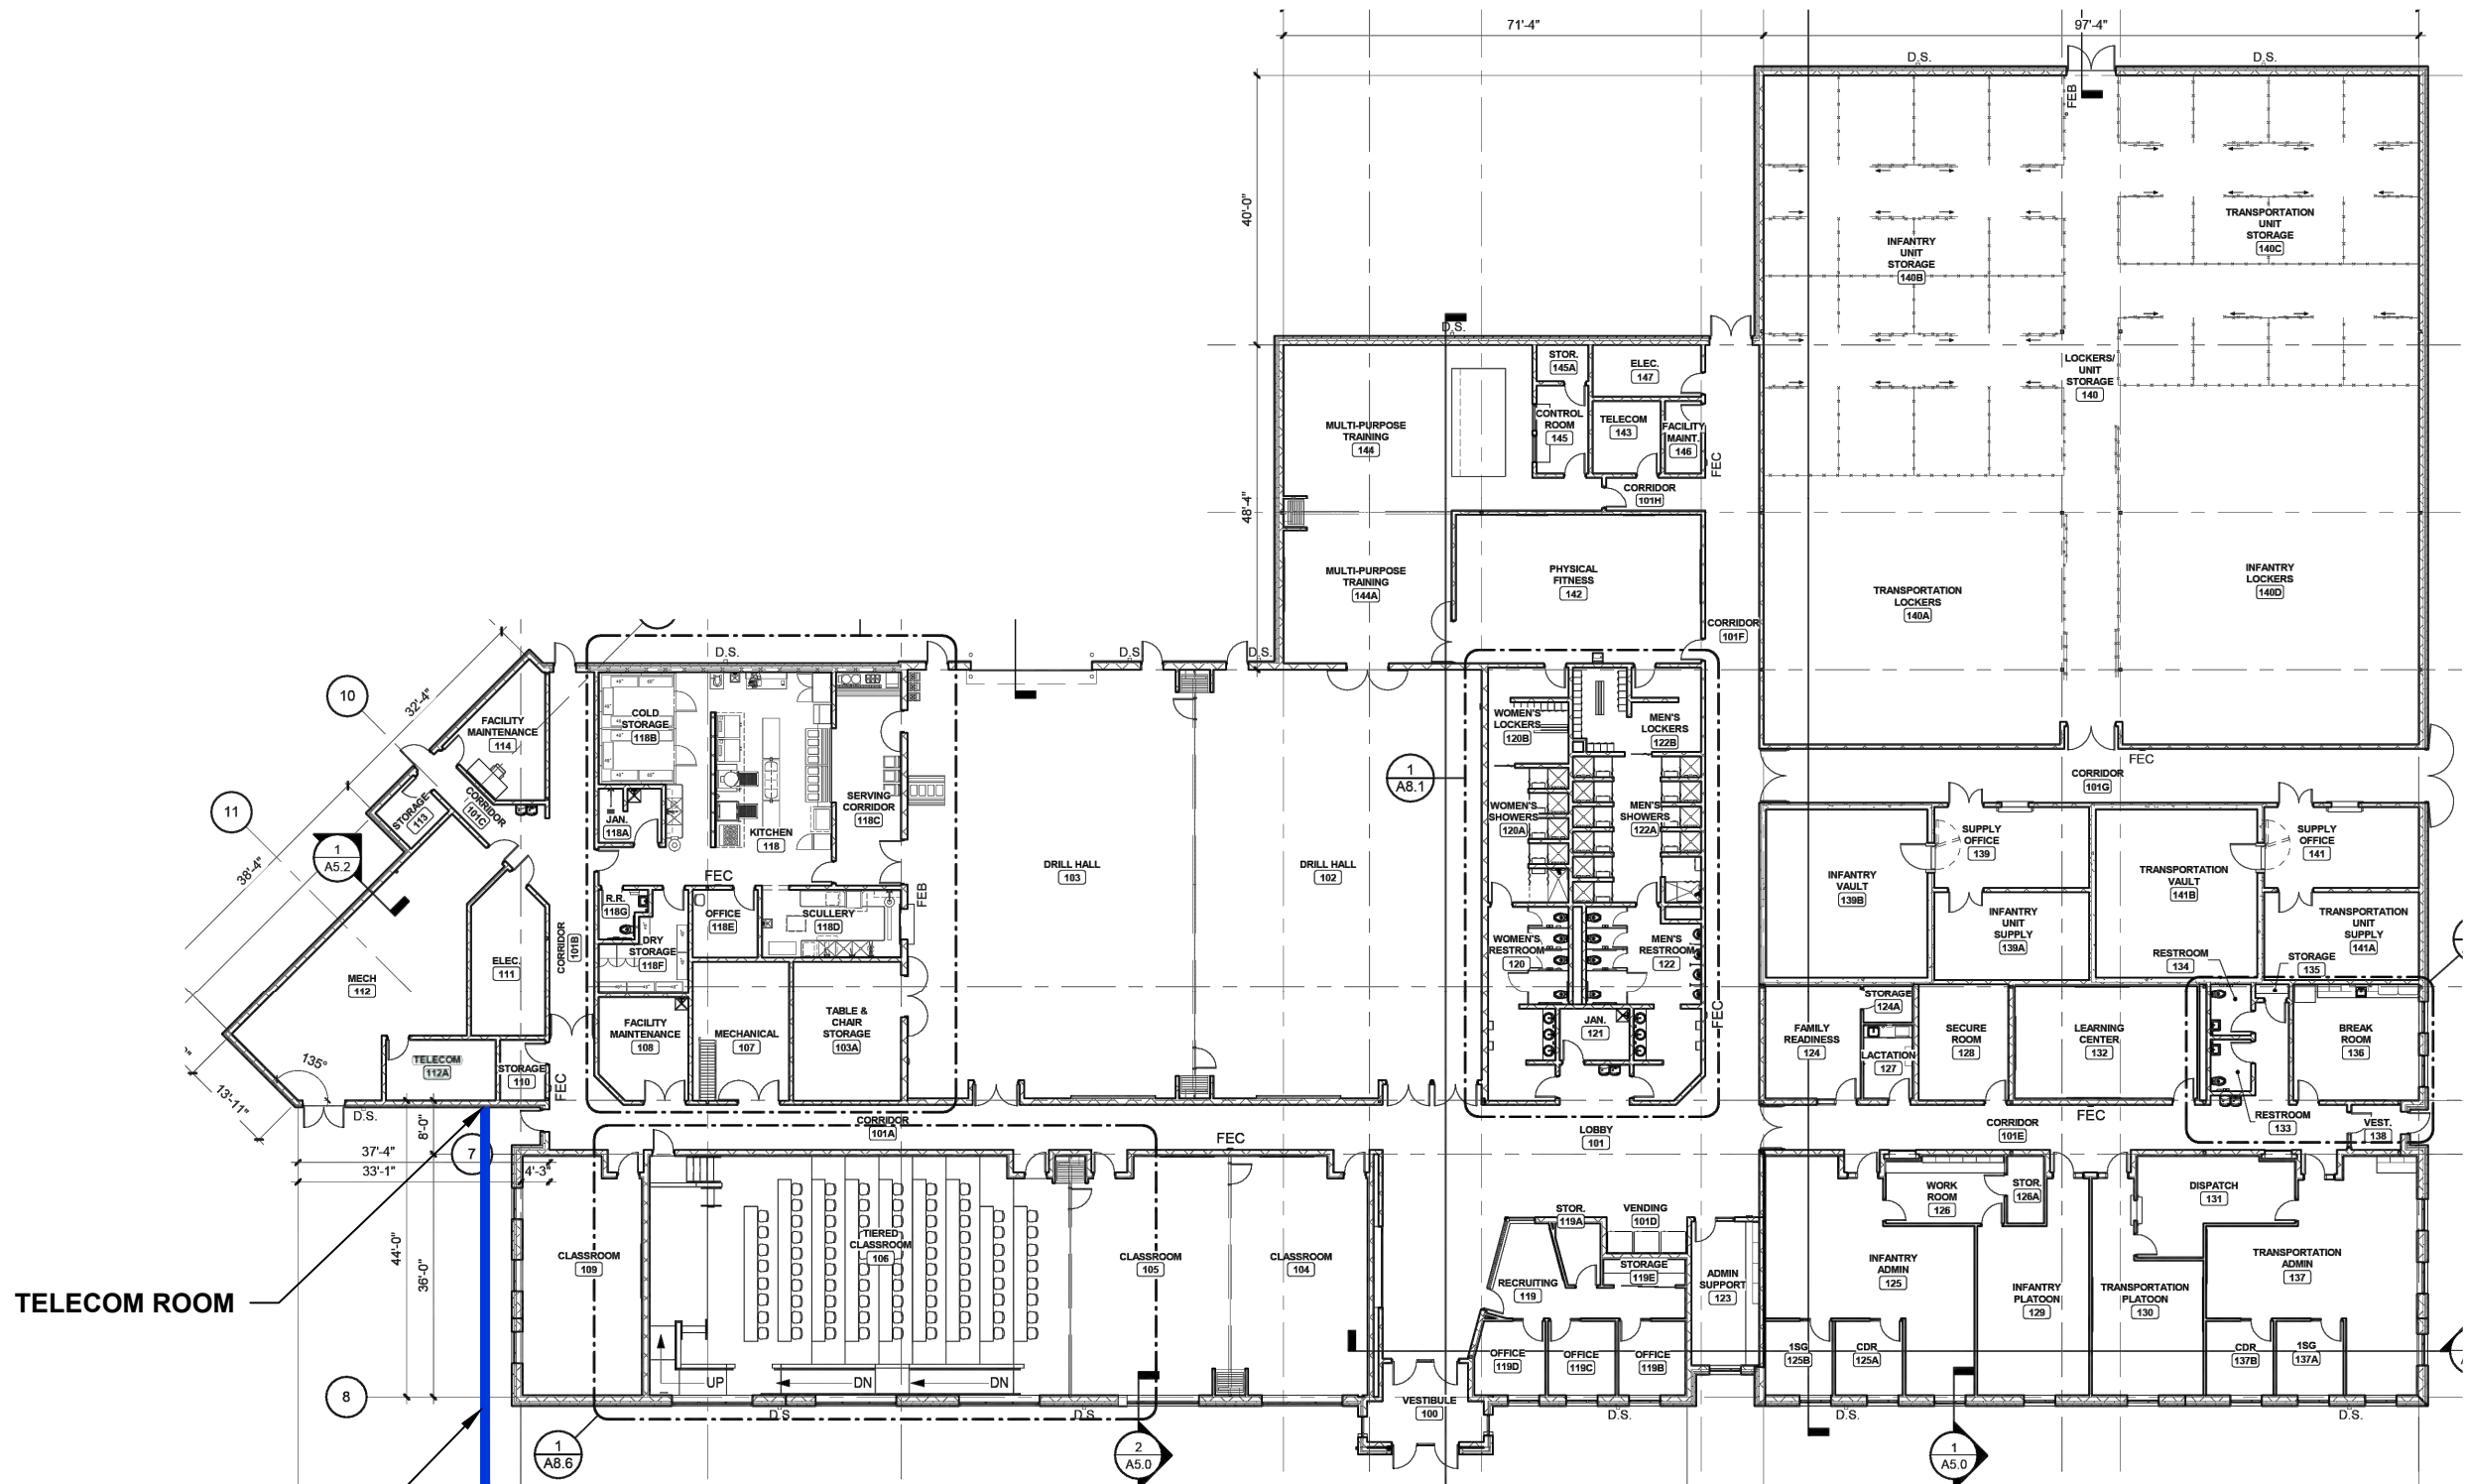 71'-4"
97'-4"
D.S.
D.S.
FEB
40'-0"
TRANSPORTATION
UNIT
STORAGE
140C
INFANTRY
UNIT
STORAGE
140B
D.S.
STOR.
145A
ELEC.
147
LOCKERS/
UNIT
STORAGE
140
CONTROL
ROOM
145
TELECOM
143
FACILITY
MAINT.
146
MULTI-PURPOSE
TRAINING
144
FEC
CORRIDOR
101H
48'-4"
MULTI-PURPOSE
TRAINING
144A
PHYSICAL
FITNESS
142
TRANSPORTATION
LOCKERS
140A
INFANTRY
LOCKERS
140D
CORRIDOR
101F
D.S.
D.S.
D.S.
10
32'-4"
FACILITY
MAINTENANCE
114
COLD
STORAGE
118B
WOMEN'S
LOCKERS
120B
MEN'S
LOCKERS
122B
FEC
CORRIDOR
101G
1
A8.1
11
STORAGE
113
CORRIDOR
101C
JAN.
118A
KITCHEN
118
SERVING
CORRIDOR
118C
WOMEN'S
SHOWERS
120A
MEN'S
SHOWERS
122A
SUPPLY
OFFICE
139
SUPPLY
OFFICE
141
1
A5.2
38'-4"
DRILL HALL
103
DRILL HALL
102
INFANTRY
VAULT
139B
TRANSPORTATION
VAULT
141B
FEC
FEB
R.R.
118G
OFFICE
118E
SCULLERY
118D
INFANTRY
UNIT
SUPPLY
139A
TRANSPORTATION
UNIT
SUPPLY
141A
CORRIDOR
101B
DRY
STORAGE
118F
WOMEN'S
RESTROOM
120
MEN'S
RESTROOM
122
RESTROOM
134
STORAGE
135
ELEC.
111
MECH
112
FACILITY
MAINTENANCE
108
MECHANICAL
107
TABLE &
CHAIR
STORAGE
103A
JAN.
121
FEC
STORAGE
124A
FAMILY
READINESS
124
LACTATION
127
SECURE
ROOM
128
LEARNING
CENTER
132
BREAK
ROOM
136
135°
TELECOM
112A
STORAGE
110
FEC
13'-11"
D.S.
8'-0"
CORRIDOR
101A
FEC
LOBBY
101
CORRIDOR
101E
FEC
RESTROOM
133
VEST.
138
37'-4"
7
33'-1"
4'-3"
WORK
ROOM
126
STOR.
126A
DISPATCH
131
STOR.
119A
VENDING
101D
44'-0"
36'-0"
CLASSROOM
109
TIERED
CLASSROOM
106
CLASSROOM
105
CLASSROOM
104
RECRUITING
119
STORAGE
119E
ADMIN
SUPPORT
123
INFANTRY
ADMIN
125
INFANTRY
PLATOON
129
TRANSPORTATION
PLATOON
130
TRANSPORTATION
ADMIN
137
TELECOM ROOM
OFFICE
119D
OFFICE
119C
OFFICE
119B
1SG
125B
CDR
125A
CDR
137B
1SG
137A
UP
DN
DN
8
D.S.
D.S.
VESTIBULE
100
D.S.
D.S.
D.S.
1
A8.6
2
A5.0
1
A5.0